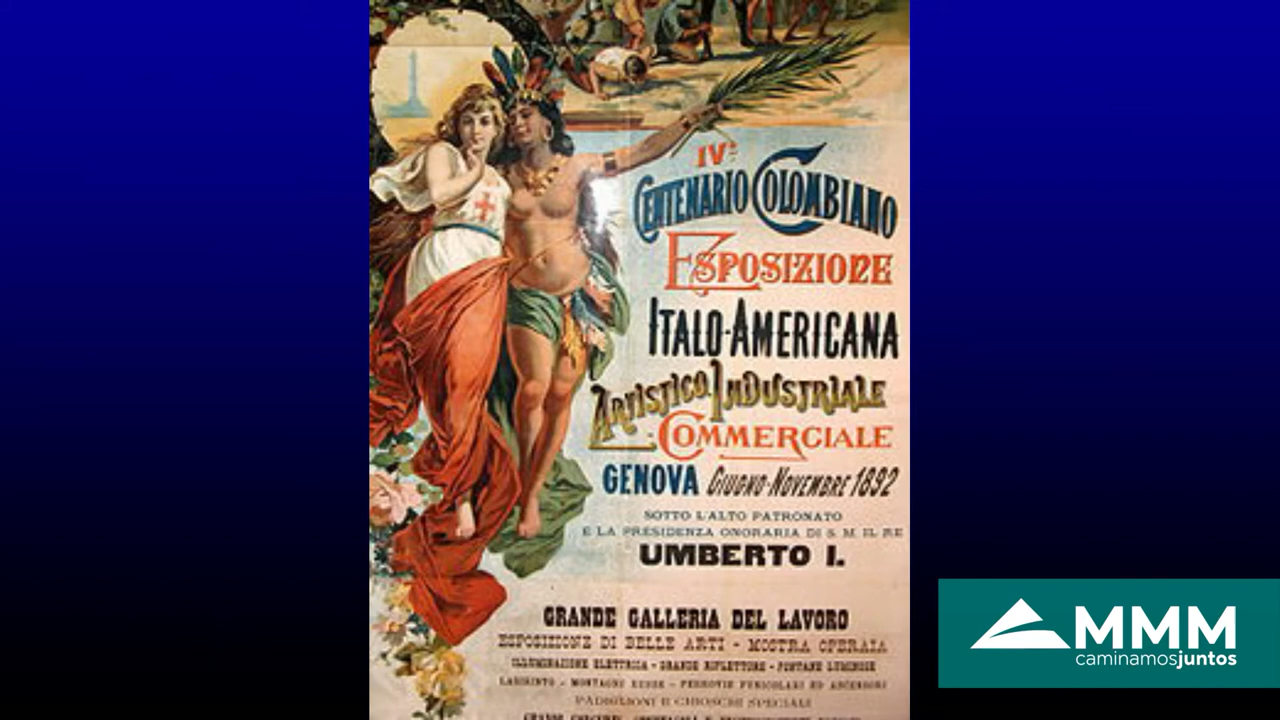 IVº
CENTENARIO COLOMBIANO
ESPOSIZIONE
ITALO-AMERICANA
ARTISTICO, INDUSTRIALE
COMMERCIALE
GENOVA GIUGNO-NOVEMBRE 1892
SOTTO L'ALTO PATRONATO
E LA PRESIDENZA ONORARIA DI S. M. IL RE
UMBERTO I.
GRANDE GALLERIA DEL LAVORO
ESPOSIZIONE DI BELLE ARTI - MOSTRA OPERAIA
ILLUMINAZIONE ELETTRICA - GRANDE RIFLETTORE - FONTANE LUMINOSE
LABIRINTO - MONTAGNE RUSSE - FERROVIE FUNICOLARI ED ASCENSORI
PADIGLIONI E CHIOSCHI SPECIALI
MMM
caminamosjuntos